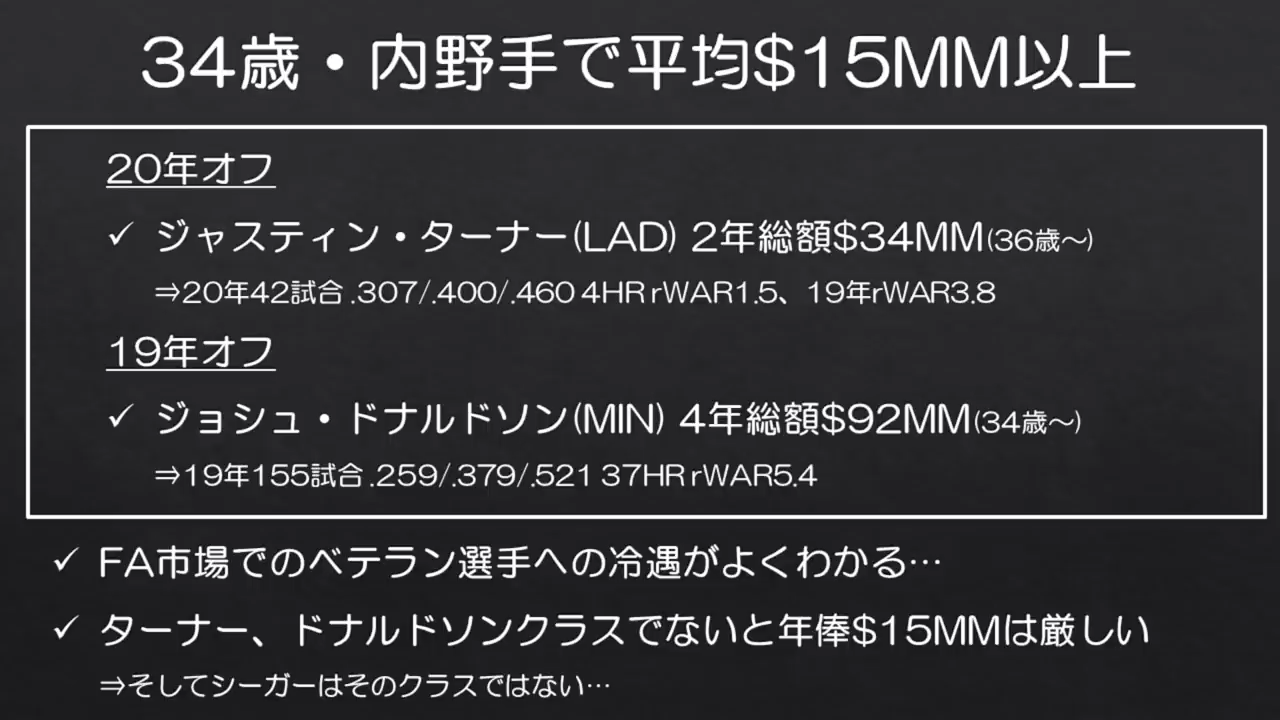 34歳・内野手で平均$15MM以上
20年オフ
✓ ジャスティン・ターナー(LAD) 2年総額$34MM(36歳～)
⇒20年42試合 .307/.400/.460 4HR rWAR1.5、19年rWAR3.8
19年オフ
✓ ジョシュ・ドナルドソン(MIN) 4年総額$92MM(34歳～)
⇒19年155試合 .259/.379/.521 37HR rWAR5.4
✓ FA市場でのベテラン選手への冷遇がよくわかる…
✓ ターナー、ドナルドソンクラスでないと年俸$15MMは厳しい
⇒そしてシーガーはそのクラスではない…